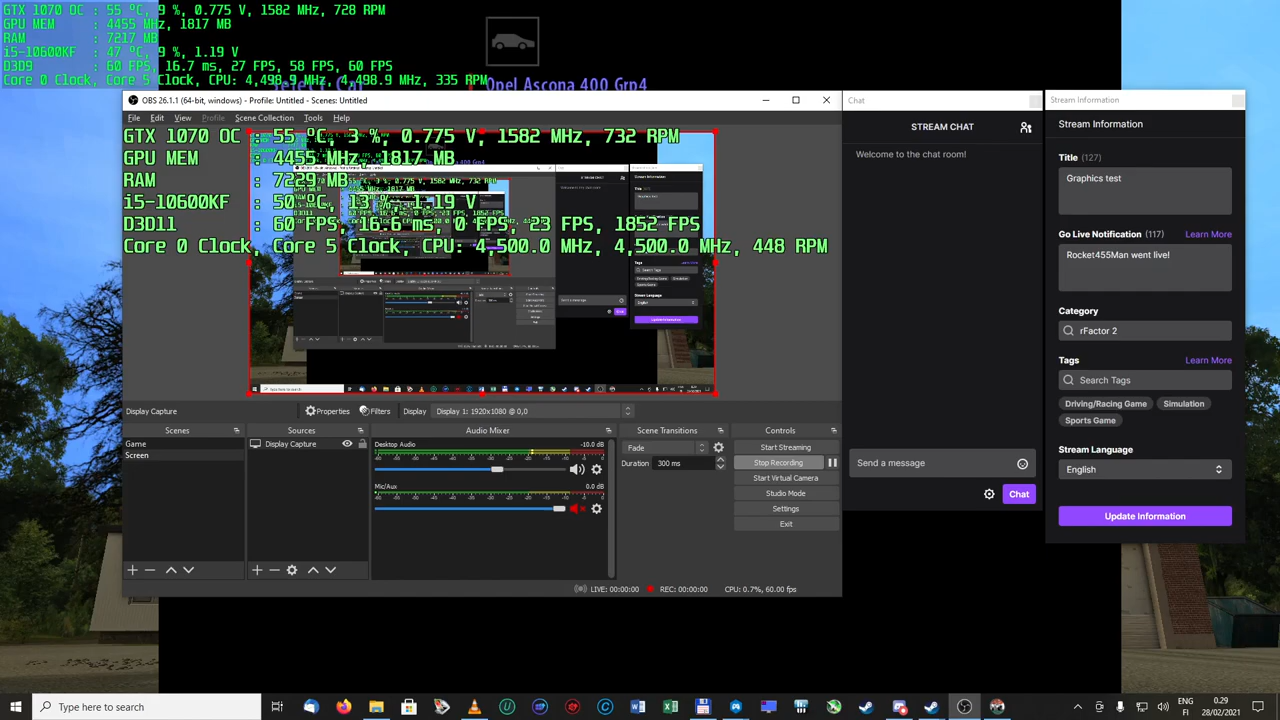 GTX 1070 OC : 55 ºC, 9 %, 0.775 V, 1582 MHz, 728 RPM
GPU MEM : 4455 MHz, 1817 MB
RAM : 7217 MB
i5-10600KF : 47 ºC, 9 %, 1.19 V
D3D9 : 60 FPS, 16.7 ms, 27 FPS, 58 FPS, 60 FPS
Core 0 Clock, Core 5 Clock, CPU: 4,498.9 MHz, 4,498.9 MHz, 335 RPM
Opel Ascona 400 Grp4
OBS 26.1.1 (64-bit, windows) - Profile: Untitled - Scenes: Untitled
File Edit View Profile Scene Collection Tools Help
GTX 1070 OC : 55 ºC, 3 %, 0.775 V, 1582 MHz, 732 RPM
GPU MEM : 4455 MHz, 1817 MB
RAM : 7229 MB
i5-10600KF : 50 ºC, 13 %, 1.19 V
D3D11 : 60 FPS, 16.6 ms, 0 FPS, 23 FPS, 1852 FPS
Core 0 Clock, Core 5 Clock, CPU: 4,500.0 MHz, 4,500.0 MHz, 448 RPM
Display Capture Properties Filters Display Display 1: 1920x1080 @ 0,0
Scenes
Game
Screen
Sources
Display Capture
Audio Mixer
Desktop Audio -10.0 dB
Mic/Aux 0.0 dB
Scene Transitions
Fade
Duration 300 ms
Controls
Start Streaming
Stop Recording
Start Virtual Camera
Studio Mode
Settings
Exit
LIVE: 00:00:00 REC: 00:00:00 CPU: 0.7%, 60.00 fps
Chat
STREAM CHAT
Welcome to the chat room!
Send a message
Chat
Stream Information
Stream Information
Title (127)
Graphics test
Go Live Notification (117) Learn More
Rocket455Man went live!
Category
rFactor 2
Tags Learn More
Search Tags
Driving/Racing Game Simulation
Sports Game
Stream Language
English
Update Information
Type here to search
ENG
FI
0.29
28/02/2021